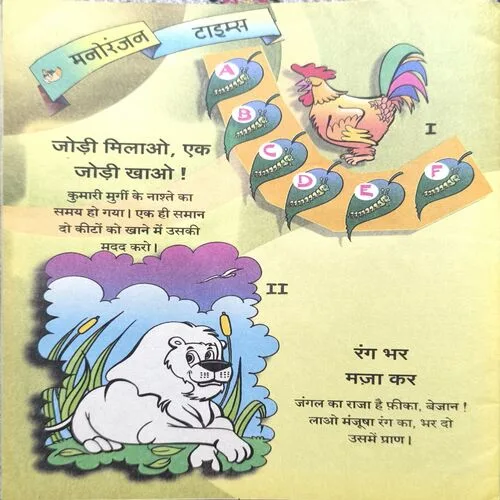 मनोरंजन टाइम्स
A
B
C
D
E
F
I
जोड़ी मिलाओ, एक
जोड़ी खाओ !
कुमारी मुर्गी के नाश्ते का
समय हो गया। एक ही समान
दो कीटों को खाने में उसकी
मदद करो।
II
रंग भर
मज़ा कर
जंगल का राजा है फ़ीका, बेजान !
लाओ मंजूषा रंग का, भर दो
उसमें प्राण।